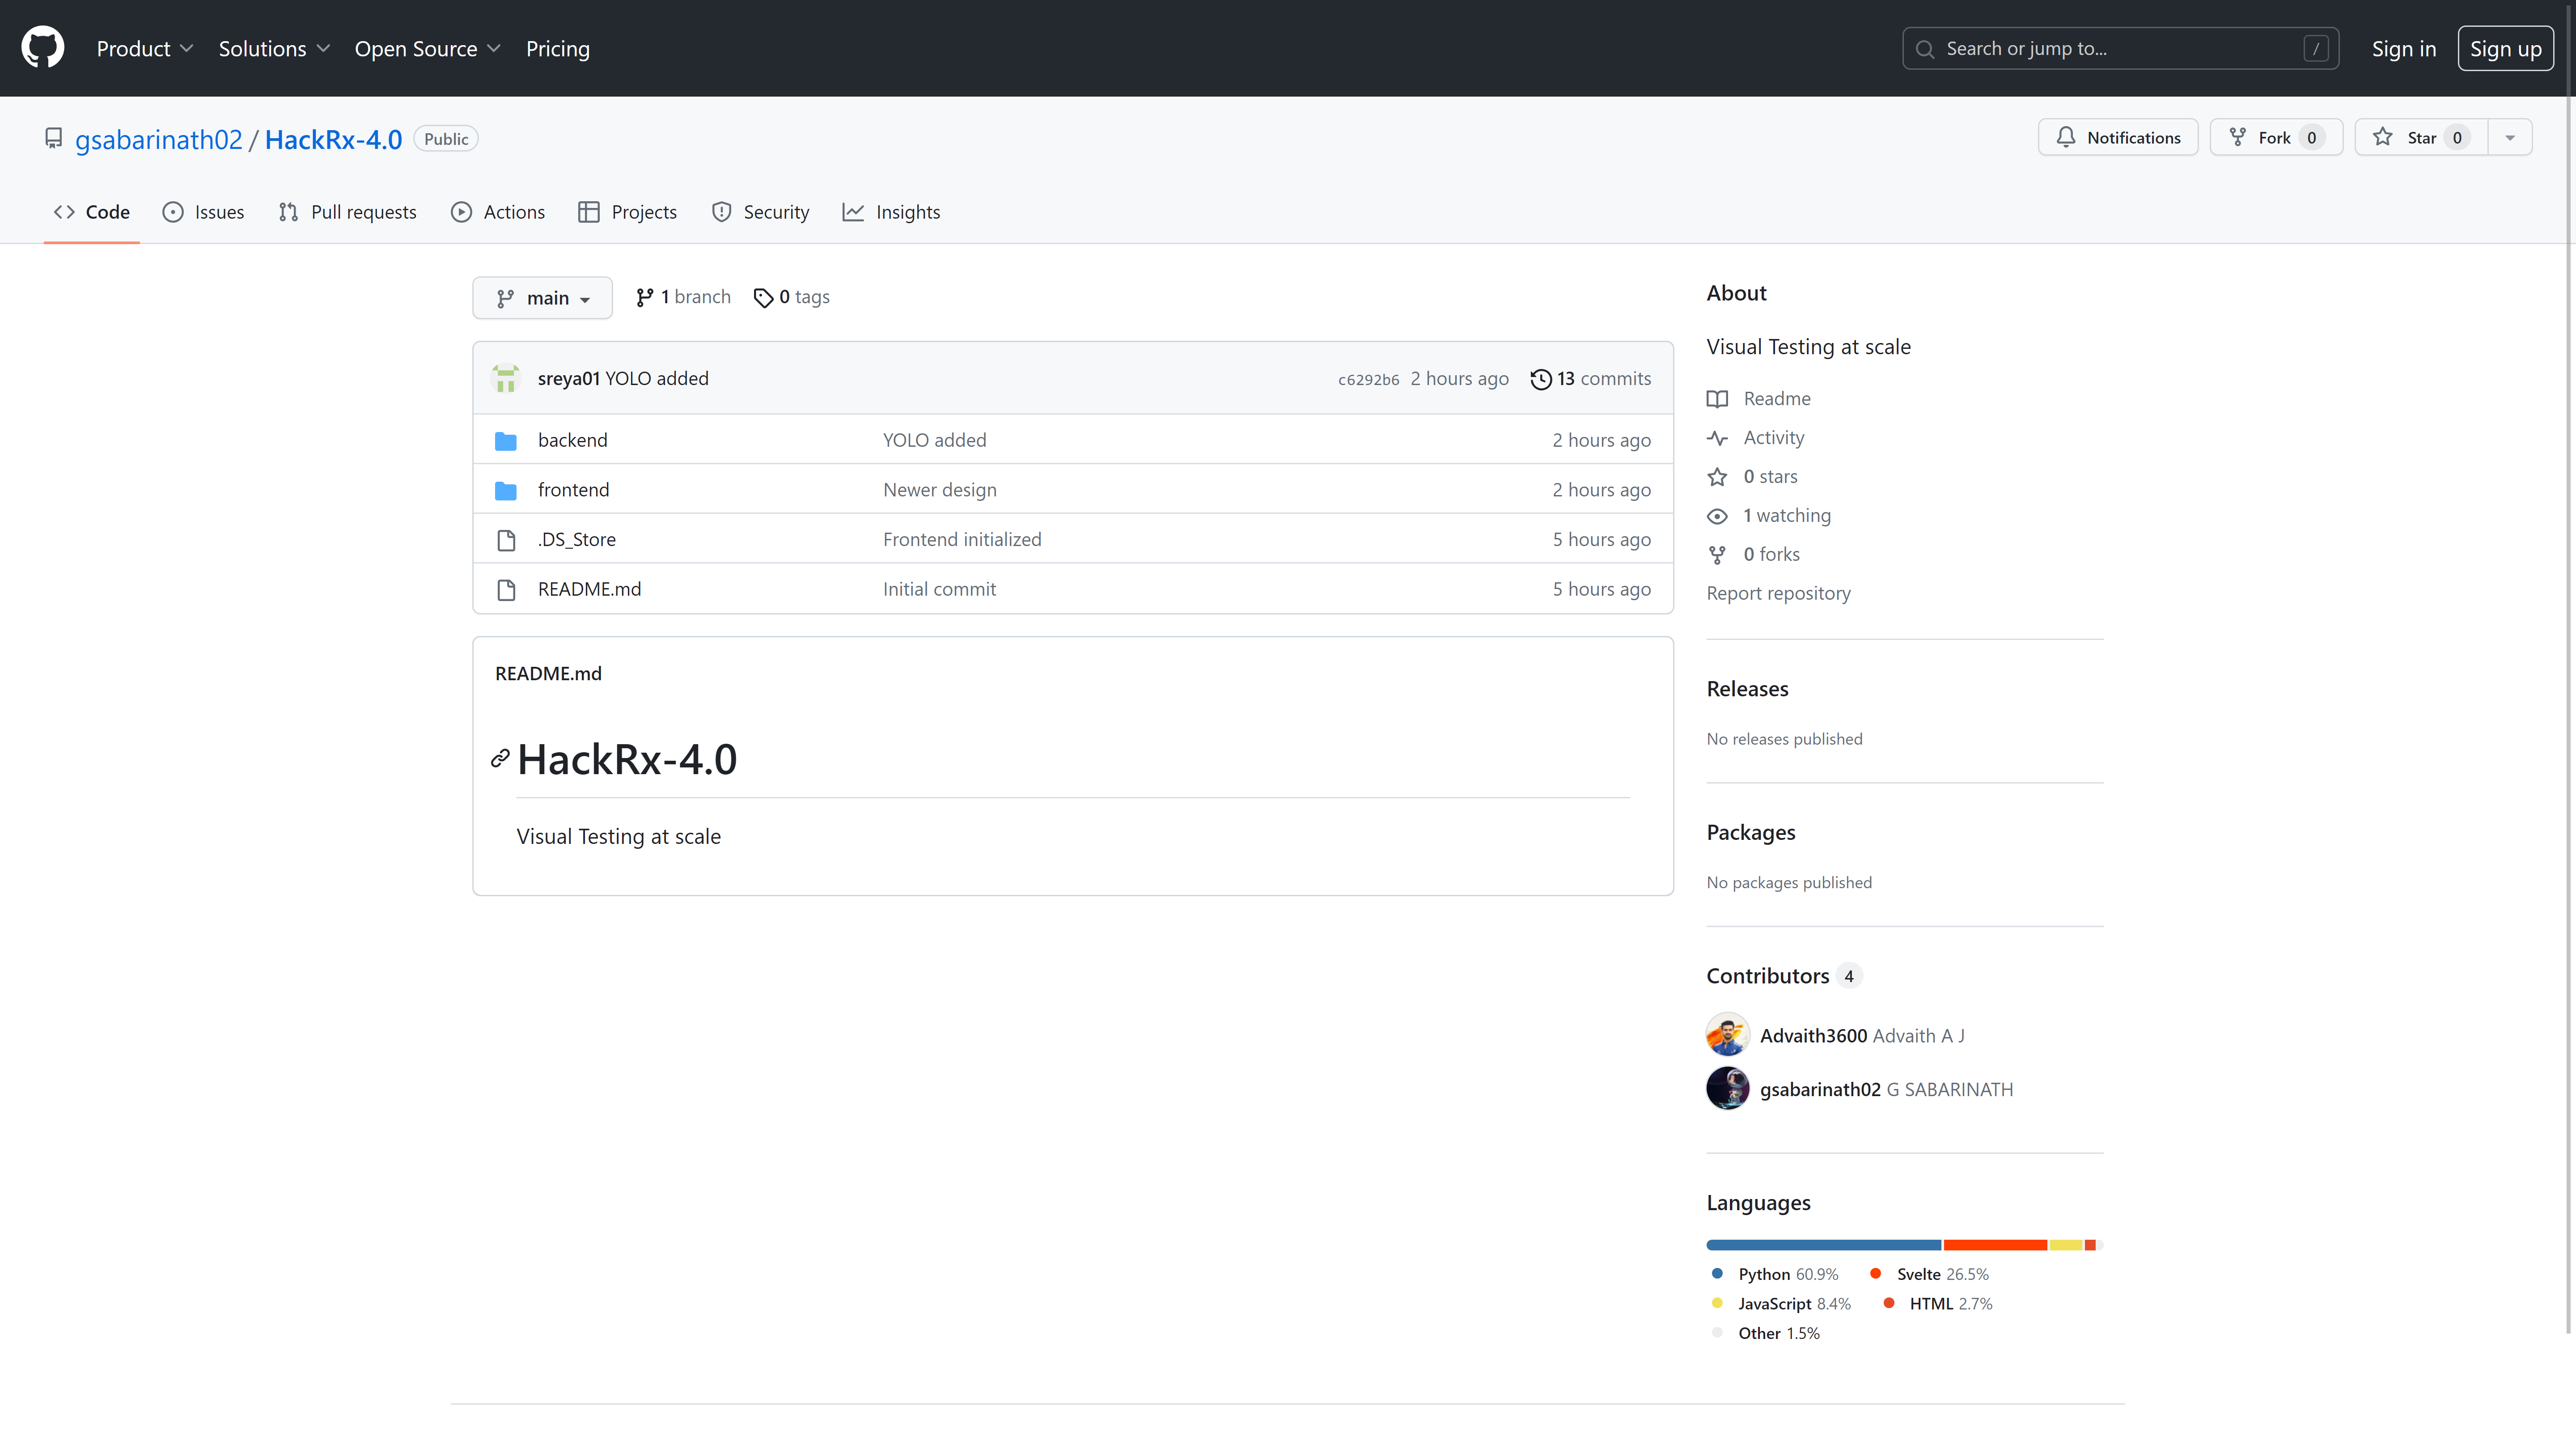 Product Solutions Open Source Pricing Search or jump to... / Sign in Sign up
gsabarinath02 / HackRx-4.0 Public Notifications Fork 0 Star 0
Code Issues Pull requests Actions Projects Security Insights
main 1 branch 0 tags
sreya01 YOLO added c6292b6 2 hours ago 13 commits
backend YOLO added 2 hours ago
frontend Newer design 2 hours ago
.DS_Store Frontend initialized 5 hours ago
README.md Initial commit 5 hours ago
README.md
HackRx-4.0
Visual Testing at scale
About
Visual Testing at scale
Readme
Activity
0 stars
1 watching
0 forks
Report repository
Releases
No releases published
Packages
No packages published
Contributors 4
Advaith3600 Advaith A J
gsabarinath02 G SABARINATH
Languages
Python 60.9% Svelte 26.5%
JavaScript 8.4% HTML 2.7%
Other 1.5%